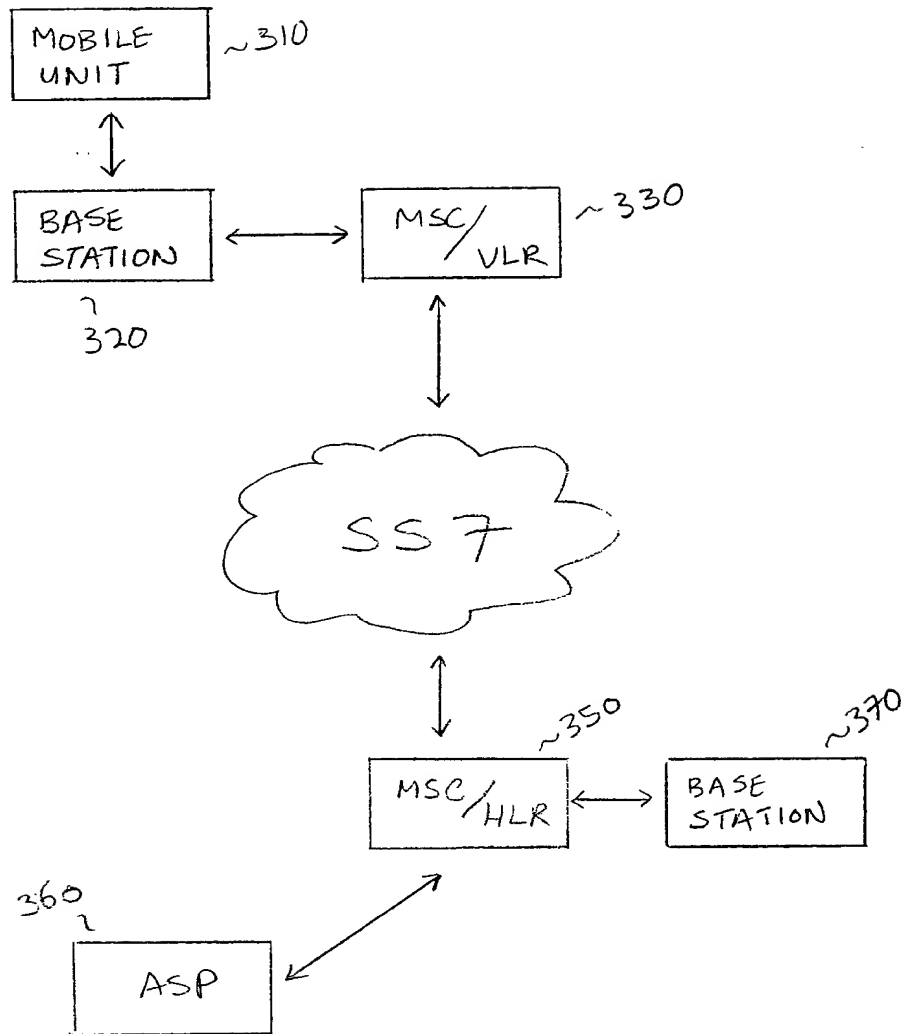 MOBILE
UNIT
~310
BASE
STATION
320
MSC/
VLR
~330
SS7
MSC/
HLR
~350
BASE
STATION
~370
360
ASP